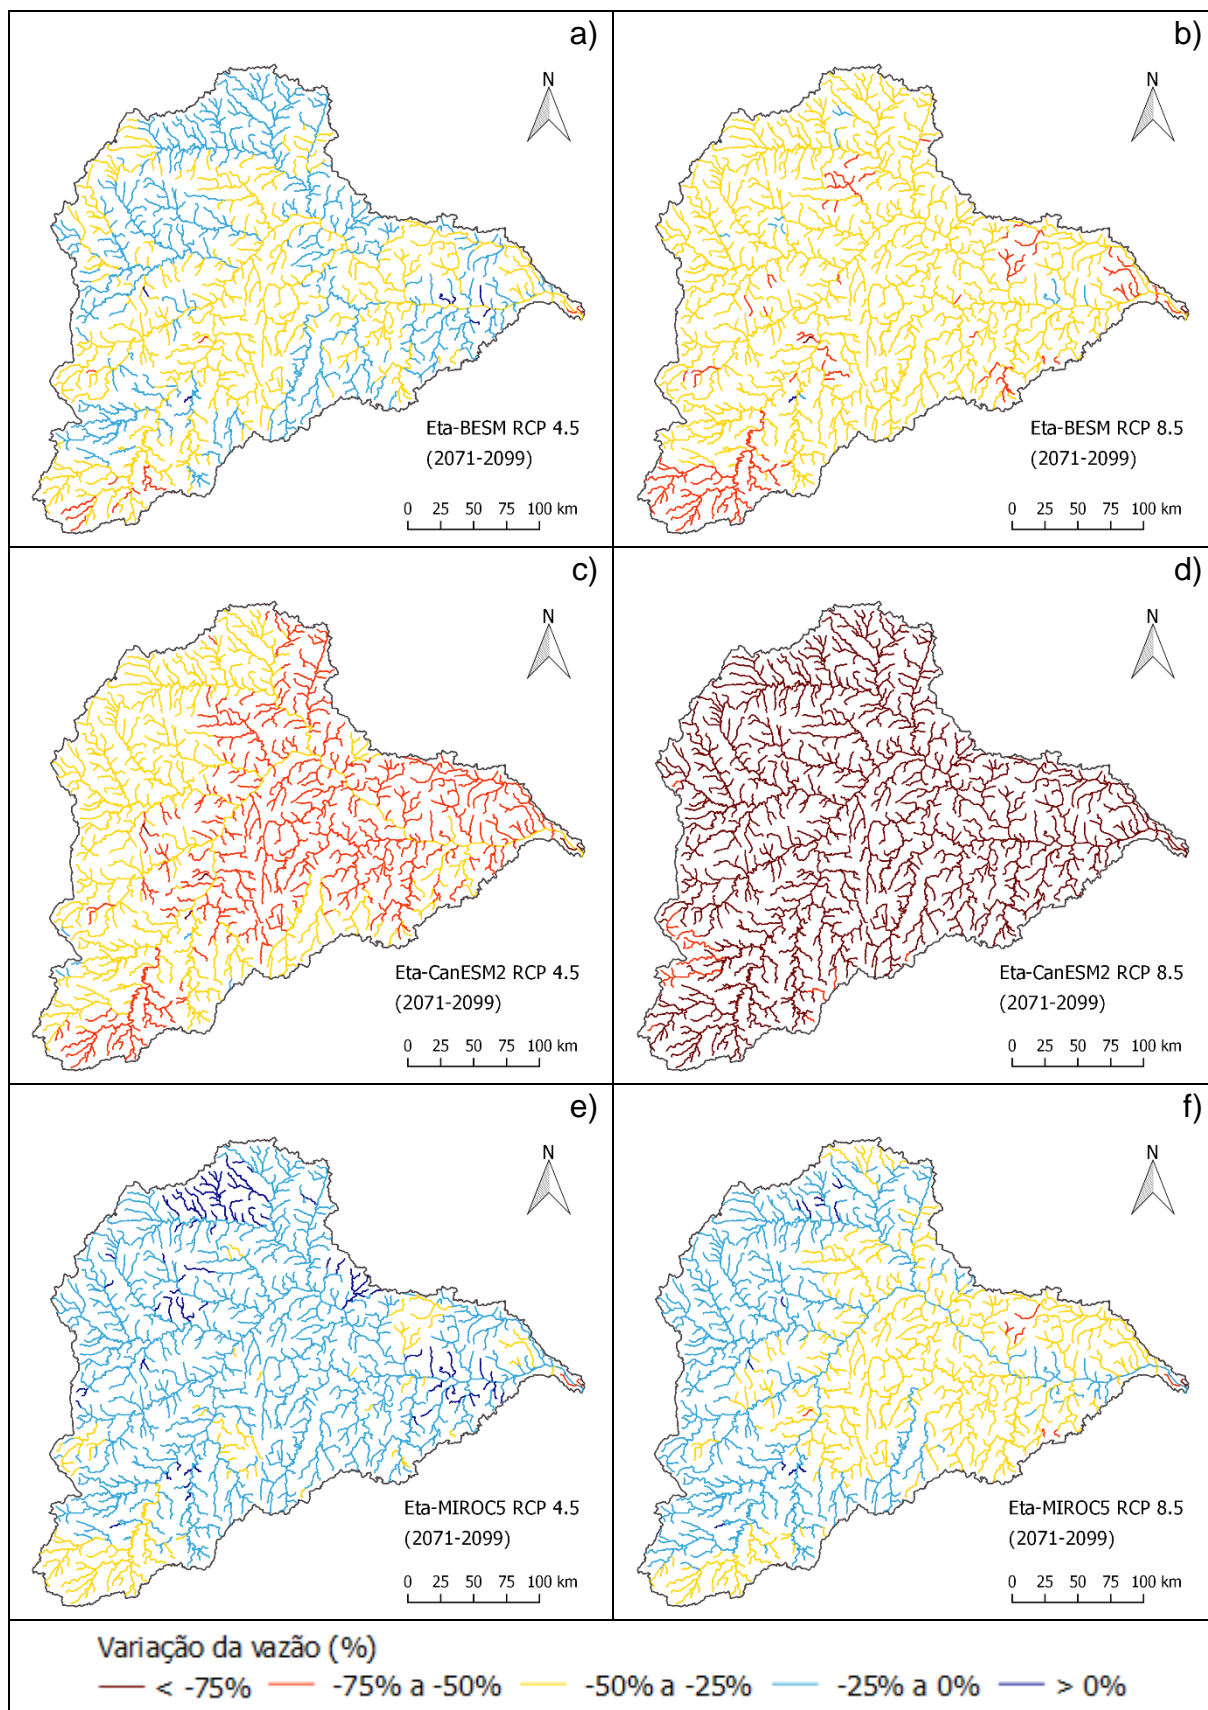 a)
N
Eta-BESM RCP 4.5
(2071-2099)
0 25 50 75 100 km
b)
N
Eta-BESM RCP 8.5
(2071-2099)
0 25 50 75 100 km
c)
N
Eta-CanESM2 RCP 4.5
(2071-2099)
0 25 50 75 100 km
d)
N
Eta-CanESM2 RCP 8.5
(2071-2099)
0 25 50 75 100 km
e)
N
Eta-MIROC5 RCP 4.5
(2071-2099)
0 25 50 75 100 km
f)
N
Eta-MIROC5 RCP 8.5
(2071-2099)
0 25 50 75 100 km
Variação da vazão (%)
< -75% -75% a -50% -50% a -25% -25% a 0% > 0%